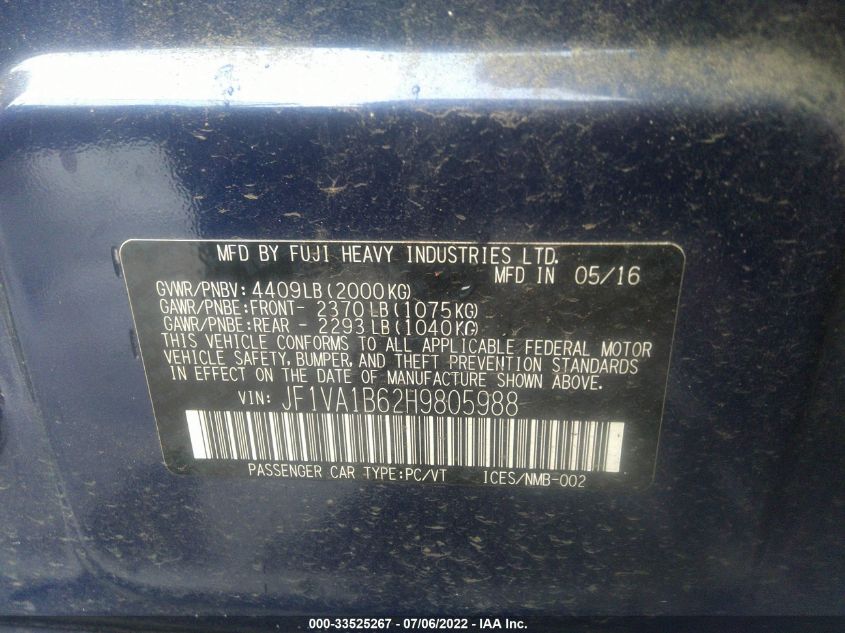 MFD BY FUJI HEAVY INDUSTRIES LTD.
MFD IN 05/16
GVWR/PNBV: 4409LB(2000KG)
GAWR/PNBE:FRONT- 2370LB(1075KG)
GAWR/PNBE:REAR - 2293LB(1040KG)
THIS VEHICLE CONFORMS TO ALL APPLICABLE FEDERAL MOTOR
VEHICLE SAFETY, BUMPER, AND THEFT PREVENTION STANDARDS
IN EFFECT ON THE DATE OF MANUFACTURE SHOWN ABOVE.
VIN: JF1VA1B62H9805988
PASSENGER CAR TYPE:PC/VT ICES/NMB-002
000-33525267 - 07/06/2022 - IAA Inc.